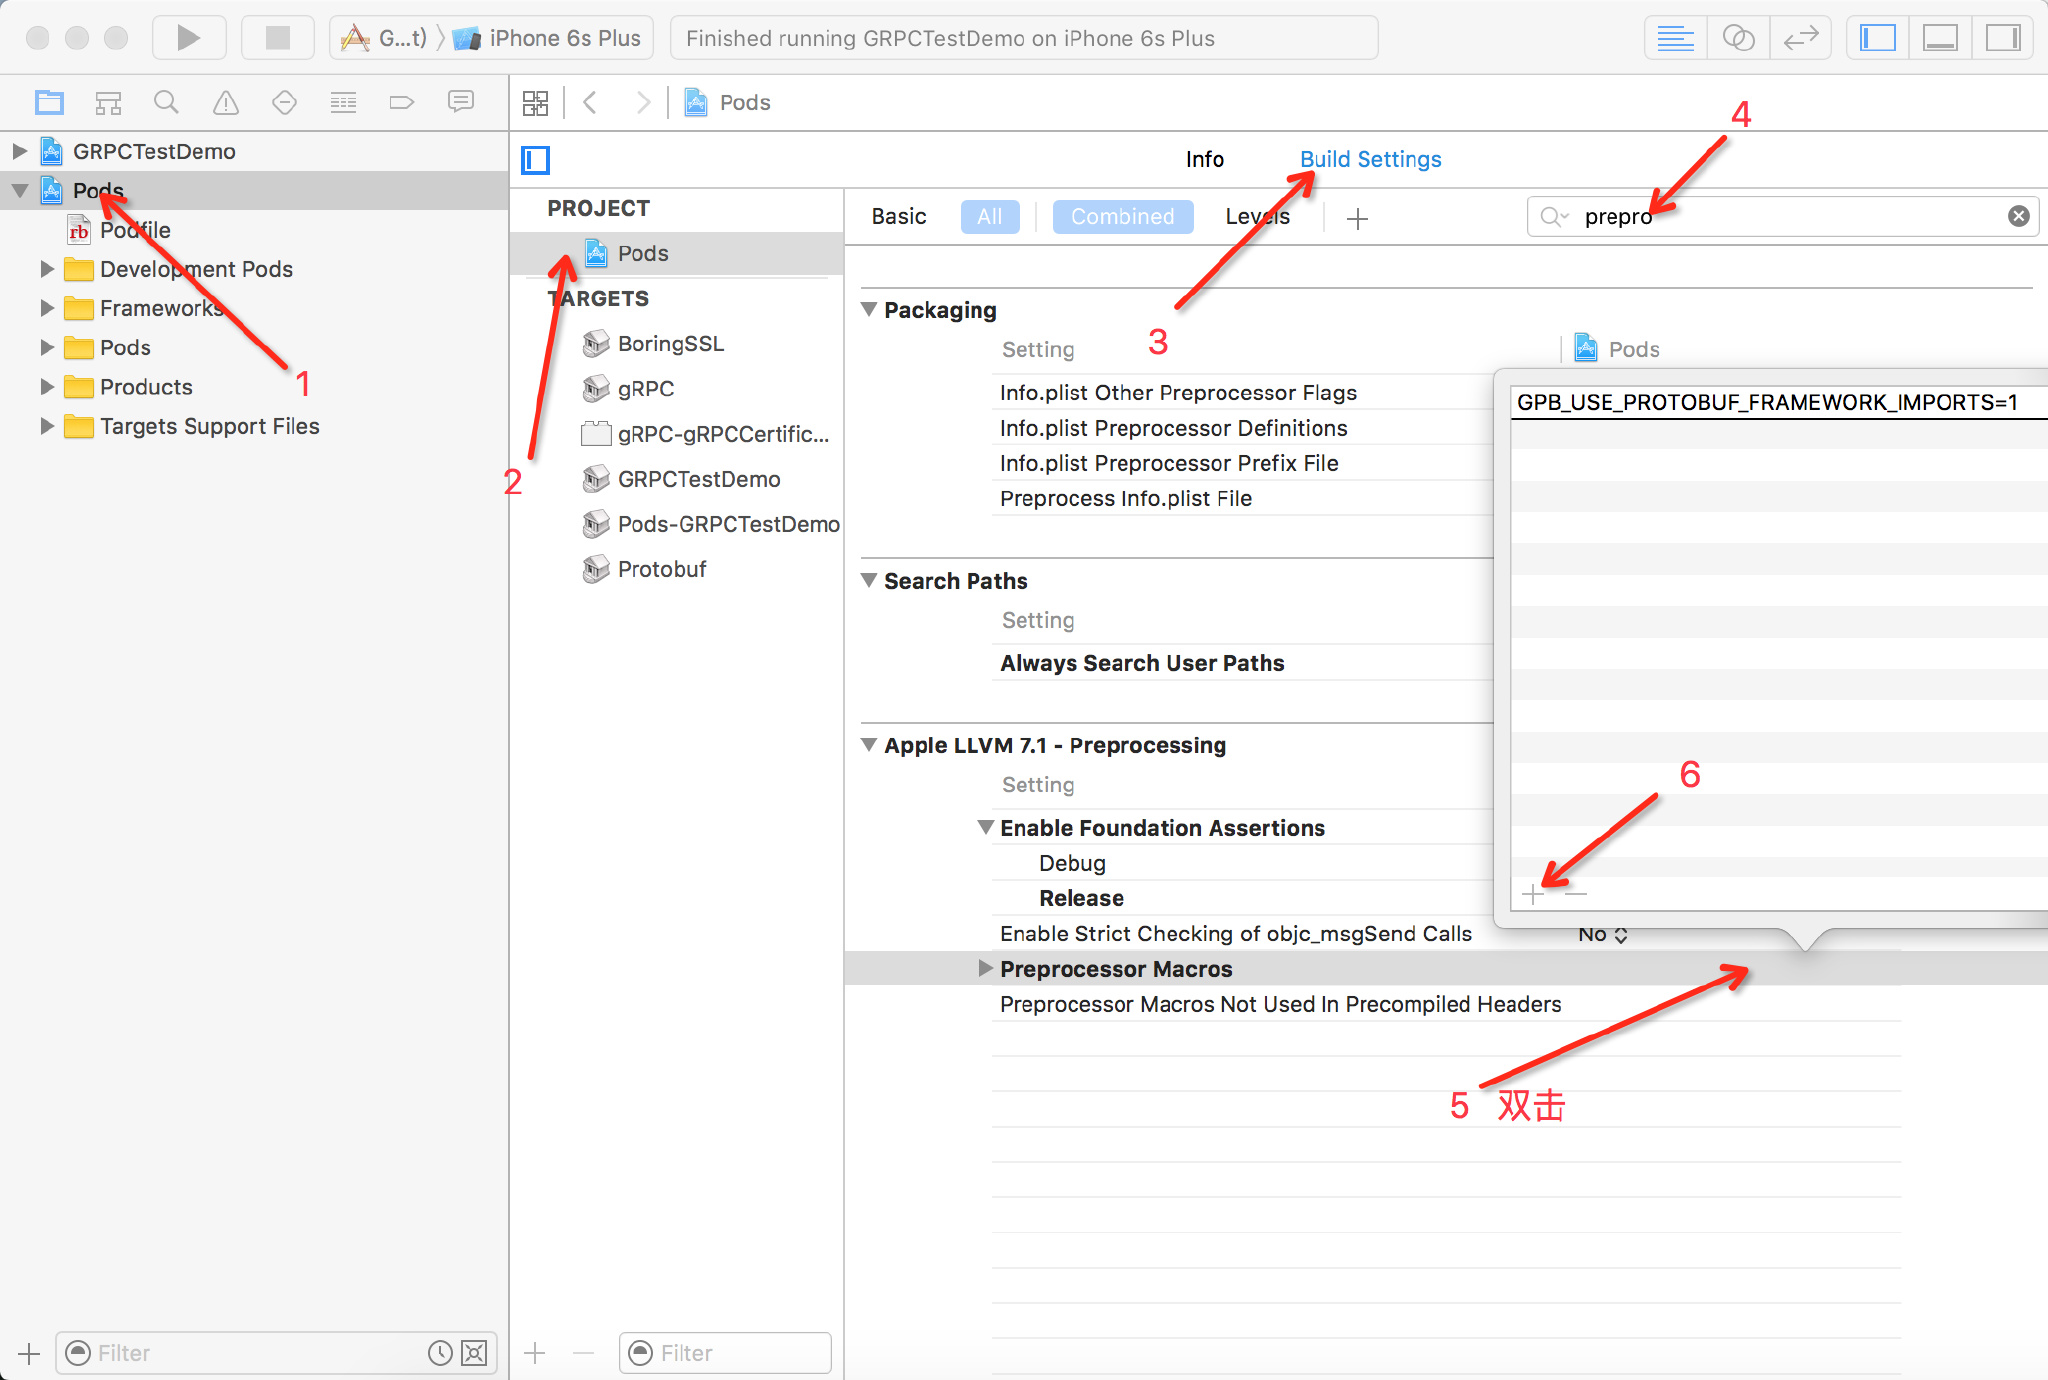 G...t) iPhone 6s Plus
Finished running GRPCTestDemo on iPhone 6s Plus
Pods
4
GRPCTestDemo
Info Build Settings
Pods
PROJECT
Basic All Combined Levels
prepro
rb Podfile
Pods
Development Pods
TARGETS
Frameworks
Packaging
BoringSSL
3
Pods
Setting
Pods
1
Products
gRPC
Info.plist Other Preprocessor Flags
GPB_USE_PROTOBUF_FRAMEWORK_IMPORTS=1
Targets Support Files
gRPC-gRPCCertific...
Info.plist Preprocessor Definitions
Info.plist Preprocessor Prefix File
2
GRPCTestDemo
Preprocess Info.plist File
Pods-GRPCTestDemo
Protobuf
Search Paths
Setting
Always Search User Paths
Apple LLVM 7.1 - Preprocessing
6
Setting
Enable Foundation Assertions
Debug
Release
Enable Strict Checking of objc_msgSend Calls
No
Preprocessor Macros
Preprocessor Macros Not Used In Precompiled Headers
5 双击
Filter
Filter